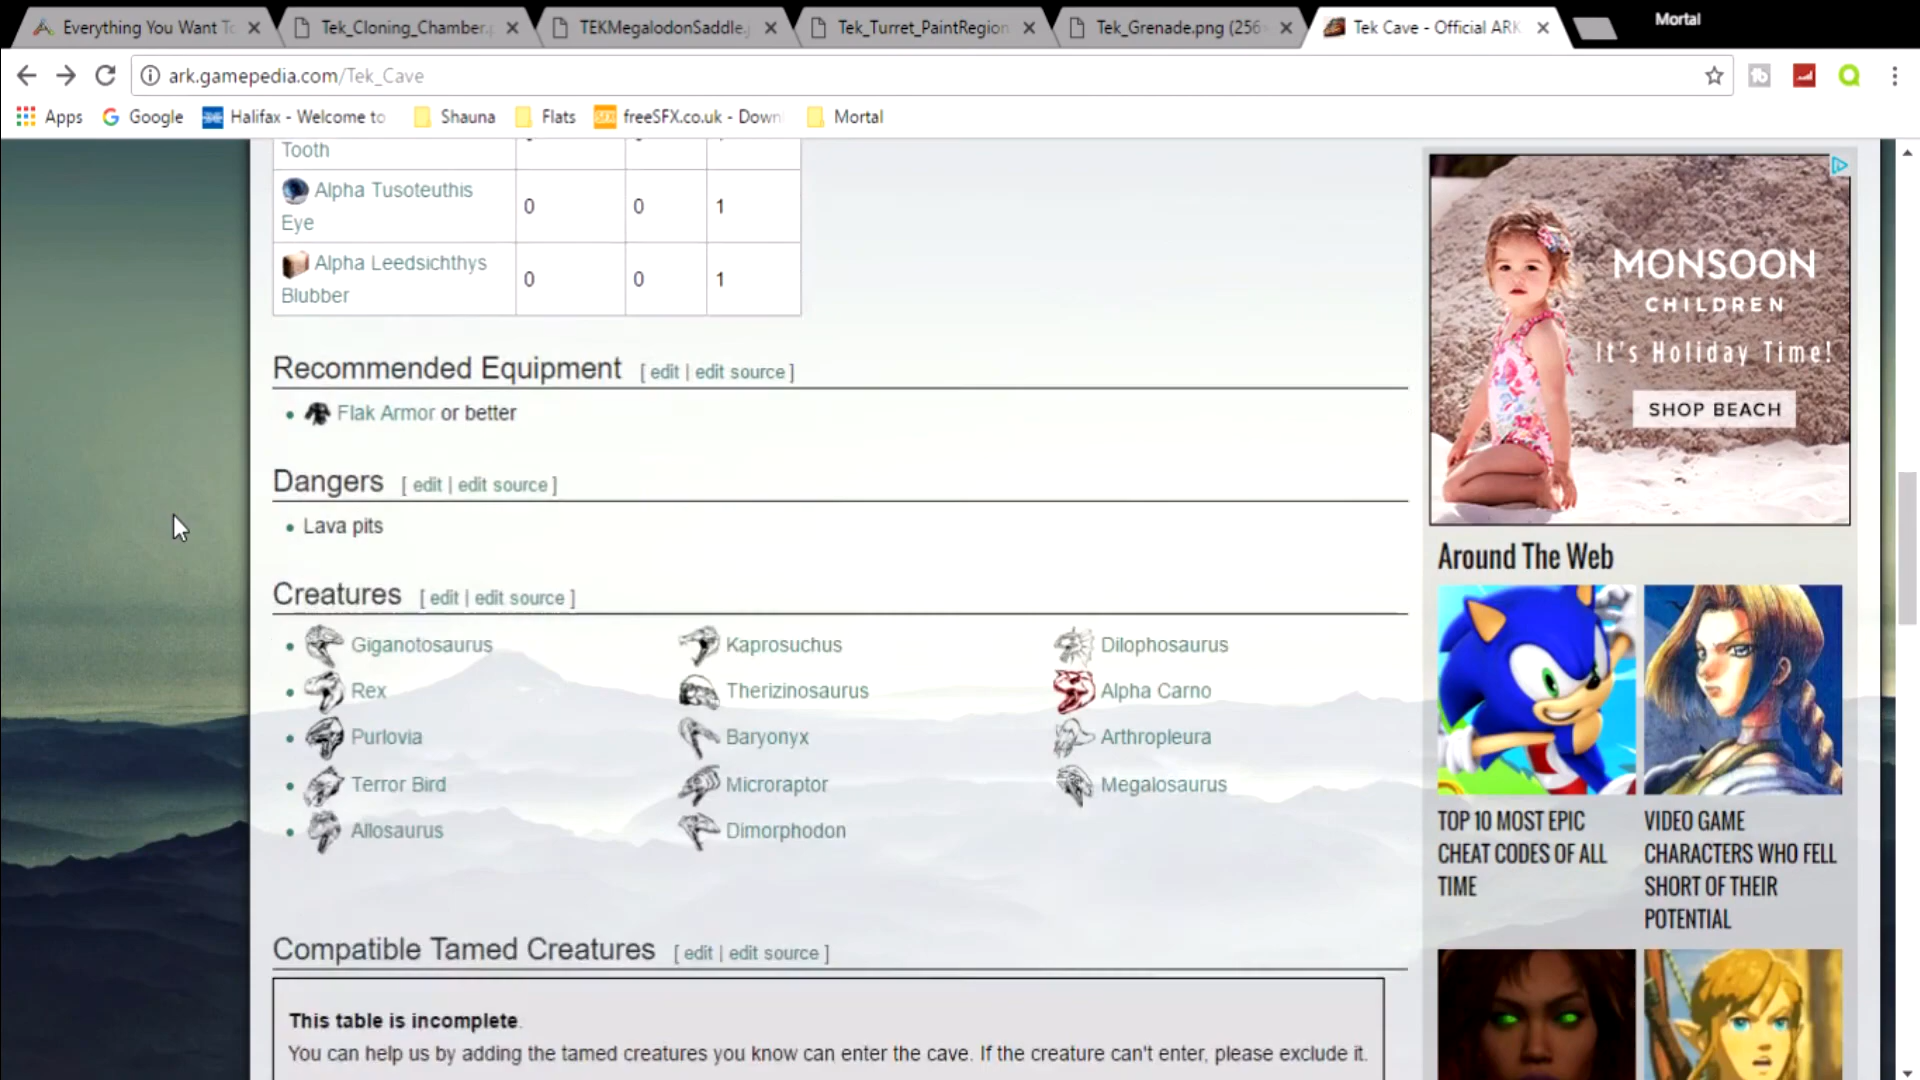 Everything You Want To
Tek_Cloning_Chamber.p
TEKMegalodonSaddle.j
Tek_Turret_PaintRegion
Tek_Grenade.png (256
Tek Cave - Official ARK
Mortal
ark.gamepedia.com/Tek_Cave
Apps
Google
Halifax - Welcome to
Shauna
Flats
freeSFX.co.uk - Down
Mortal
Tooth
Alpha Tusoteuthis
Eye
0
0
1
Alpha Leedsichthys
Blubber
0
0
1
Recommended Equipment [ edit | edit source ]
Flak Armor or better
Dangers [ edit | edit source ]
Lava pits
Creatures [ edit | edit source ]
Giganotosaurus
Kaprosuchus
Dilophosaurus
Rex
Therizinosaurus
Alpha Carno
Purlovia
Baryonyx
Arthropleura
Terror Bird
Microraptor
Megalosaurus
Allosaurus
Dimorphodon
Compatible Tamed Creatures [ edit | edit source ]
This table is incomplete.
You can help us by adding the tamed creatures you know can enter the cave. If the creature can't enter, please exclude it.
MONSOON
CHILDREN
It's Holiday Time!
SHOP BEACH
Around The Web
TOP 10 MOST EPIC
CHEAT CODES OF ALL
TIME
VIDEO GAME
CHARACTERS WHO FELL
SHORT OF THEIR
POTENTIAL